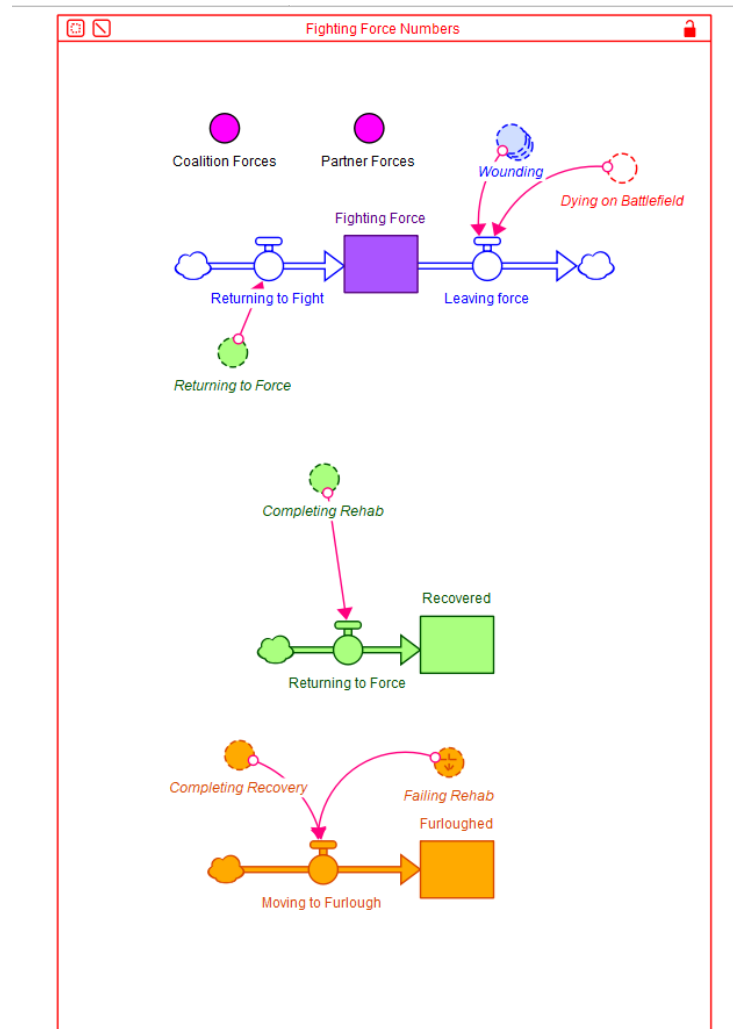 Fighting Force Numbers
Coalition Forces
Partner Forces
Wounding
Dying on Battlefield
Fighting Force
Returning to Fight
Leaving force
Returning to Force
Completing Rehab
Recovered
Returning to Force
Completing Recovery
Failing Rehab
Furloughed
Moving to Furlough